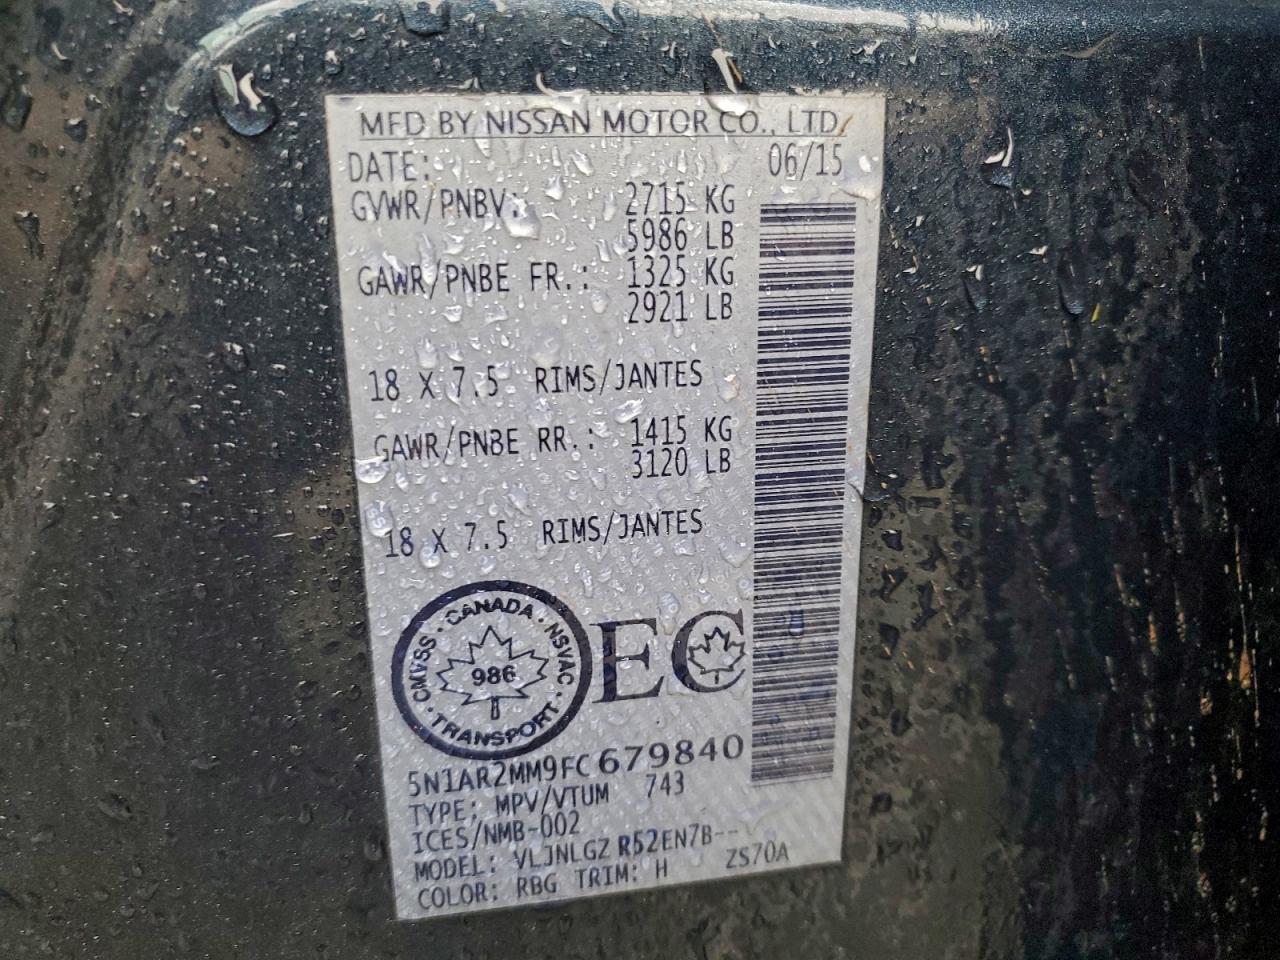 MFD BY NISSAN MOTOR CO., LTD.
DATE: 06/15
GVWR/PNBV: 2715 KG
5986 LB
GAWR/PNBE FR.: 1325 KG
2921 LB
18 X 7.5 RIMS/JANTES
GAWR/PNBE RR.: 1415 KG
3120 LB
18 X 7.5 RIMS/JANTES
CMVSS · CANADA · NSVAC · TRANSPORT ·
986
EC
5N1AR2MM9FC679840
TYPE: MPV/VTUM 743
ICES/NMB-002
MODEL: VLJNLGZ R52EN7B--
COLOR: RBG TRIM: H ZS70A